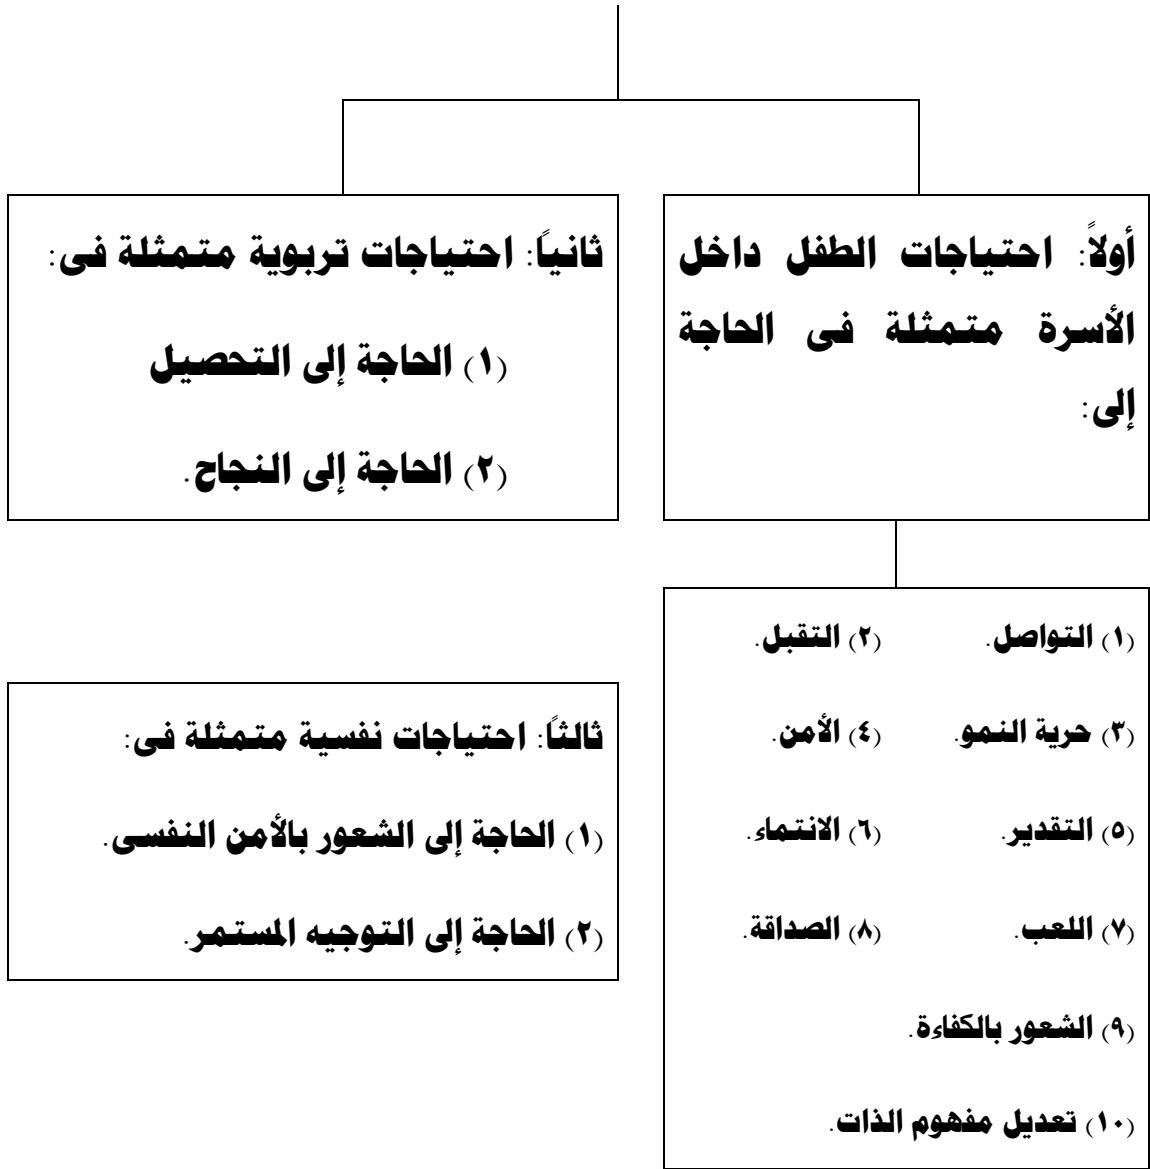 أولاً: احتياجات الطفل داخل
الأسرة متمثلة فى الحاجة
إلى:
ثانياً: احتياجات تربوية متمثلة فى:
(١) الحاجة إلى التحصيل
(٢) الحاجة إلى النجاح.
(١) التواصل. (٢) التقبل.
(٣) حرية النمو. (٤) الأمن.
(٥) التقدير. (٦) الانتماء.
(٧) اللعب. (٨) الصداقة.
(٩) الشعور بالكفاءة.
(١٠) تعديل مفهوم الذات.
ثالثاً: احتياجات نفسية متمثلة فى:
(١) الحاجة إلى الشعور بالأمن النفسى.
(٢) الحاجة إلى التوجيه المستمر.